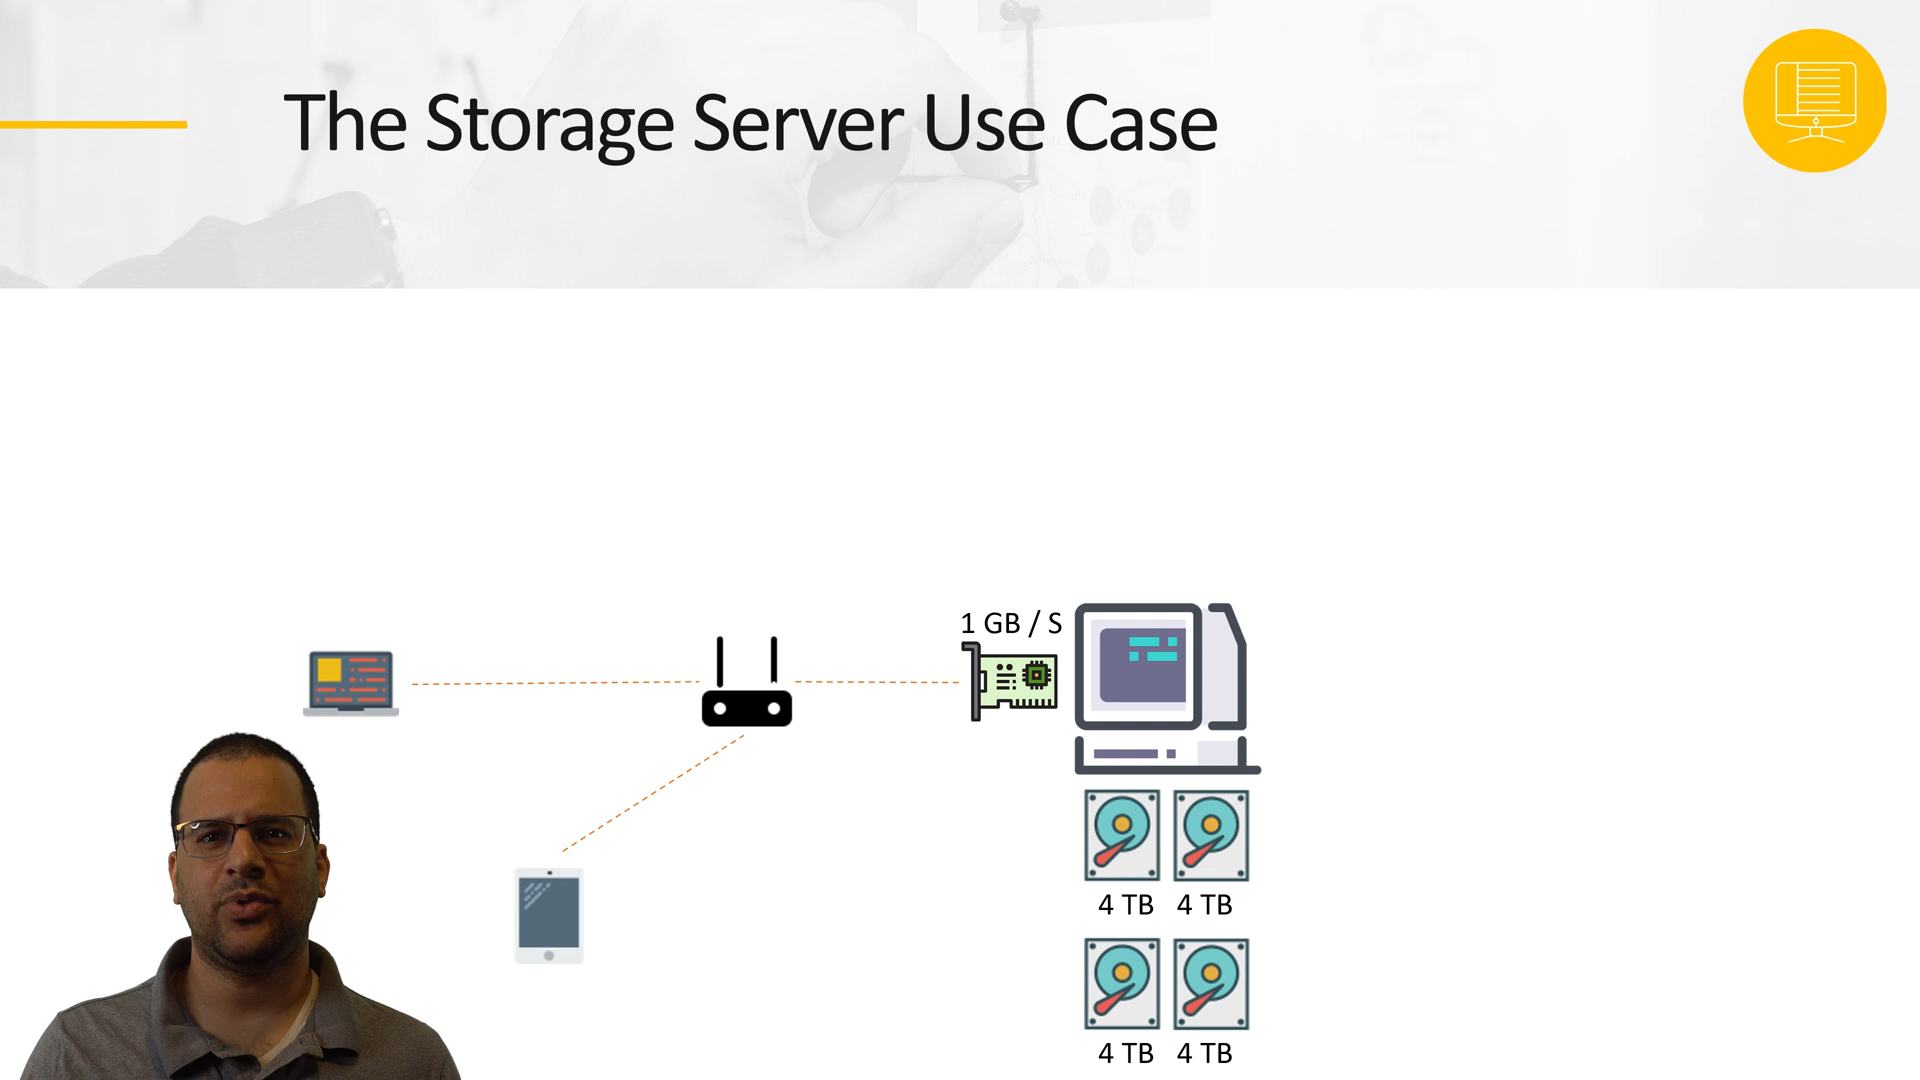 The Storage Server Use Case
1 GB / S
4 TB 4 TB
4 TB 4 TB